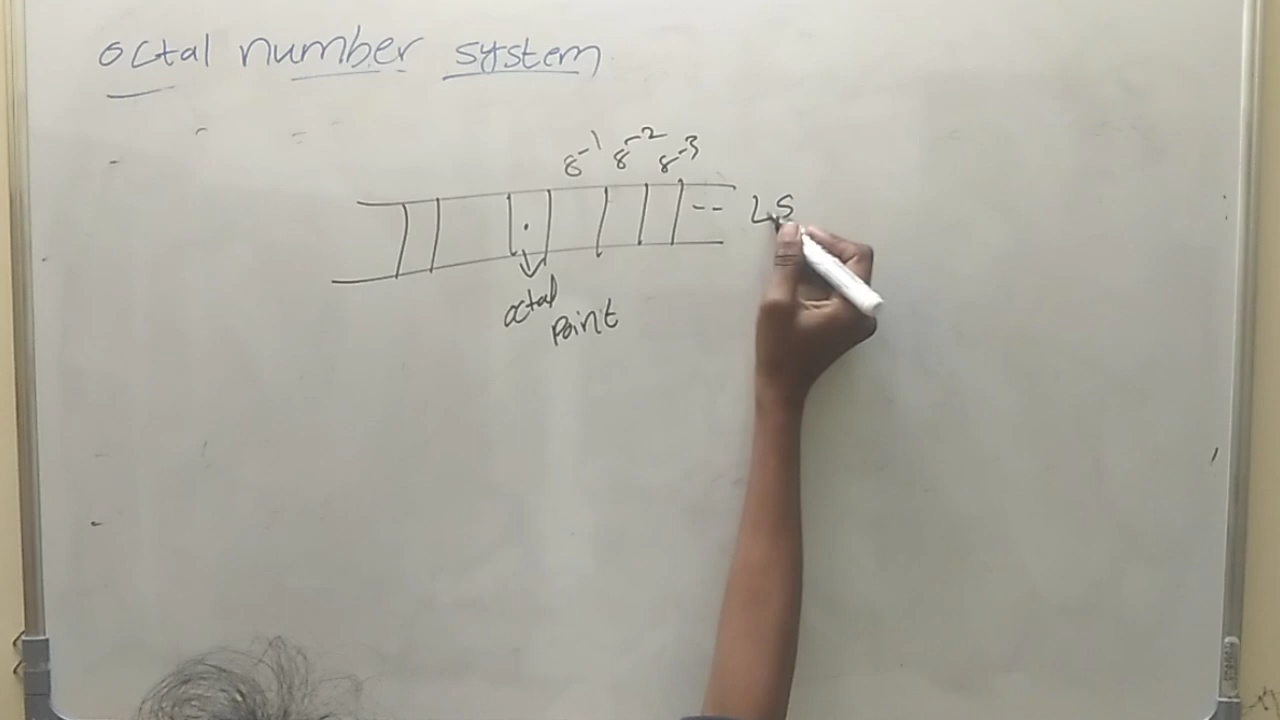 octal number system
8⁻¹ 8⁻² 8⁻³
. -- LS
octal
point